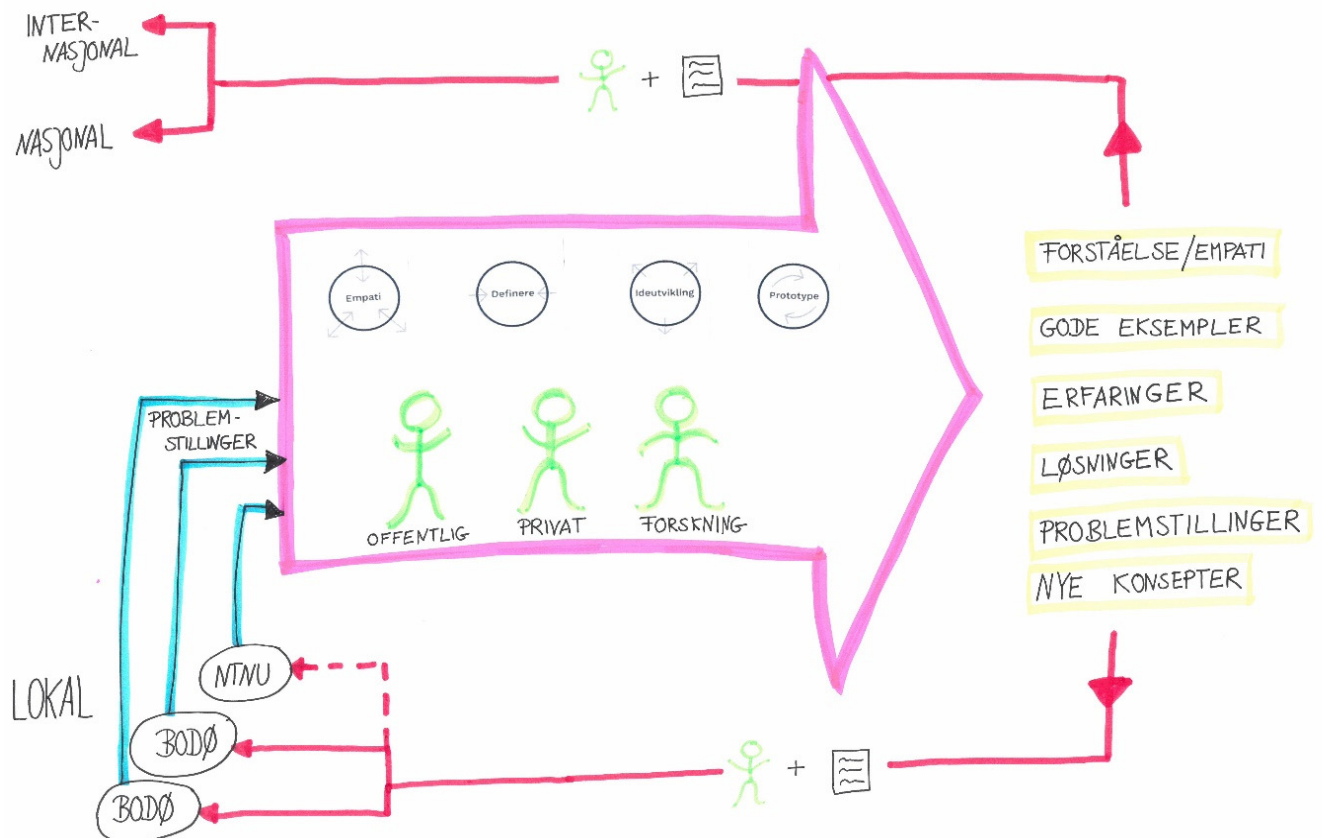 INTER-
NASJONAL
+
NASJONAL
Empati
Definere
Ideutvikling
Prototype
FORSTÅELSE/EMPATI
GODE EKSEMPLER
ERFARINGER
LØSNINGER
PROBLEMSTILLINGER
NYE KONSEPTER
PROBLEM-
STILLINGER
OFFENTLIG
PRIVAT
FORSKNING
LOKAL
NTNU
BODØ
BODØ
+